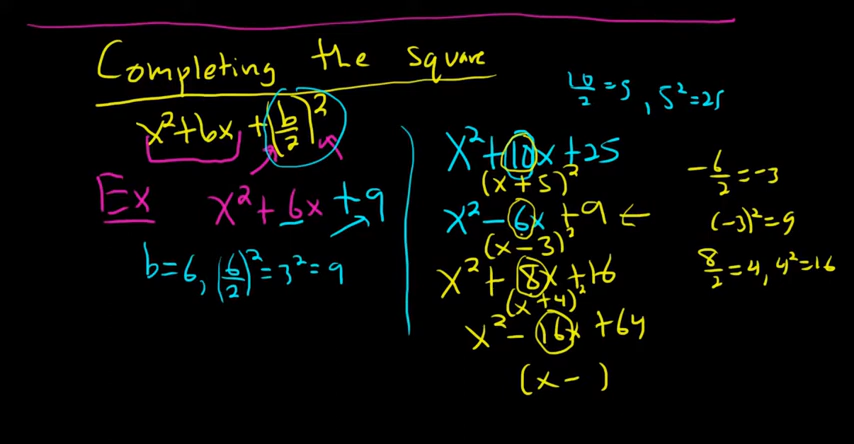 Completing the square
x² + bx + (b/2)²
Ex x² + 6x + 9
b = 6, (6/2)² = 3² = 9
10/2 = 5, 5² = 25
x² + 10x + 25
(x + 5)²
x² - 6x + 9 ←
(x - 3)²
x² + 8x + 16
(x + 4)²
x² - 16x + 64
(x - )
-6/2 = -3
(-3)² = 9
8/2 = 4, 4² = 16